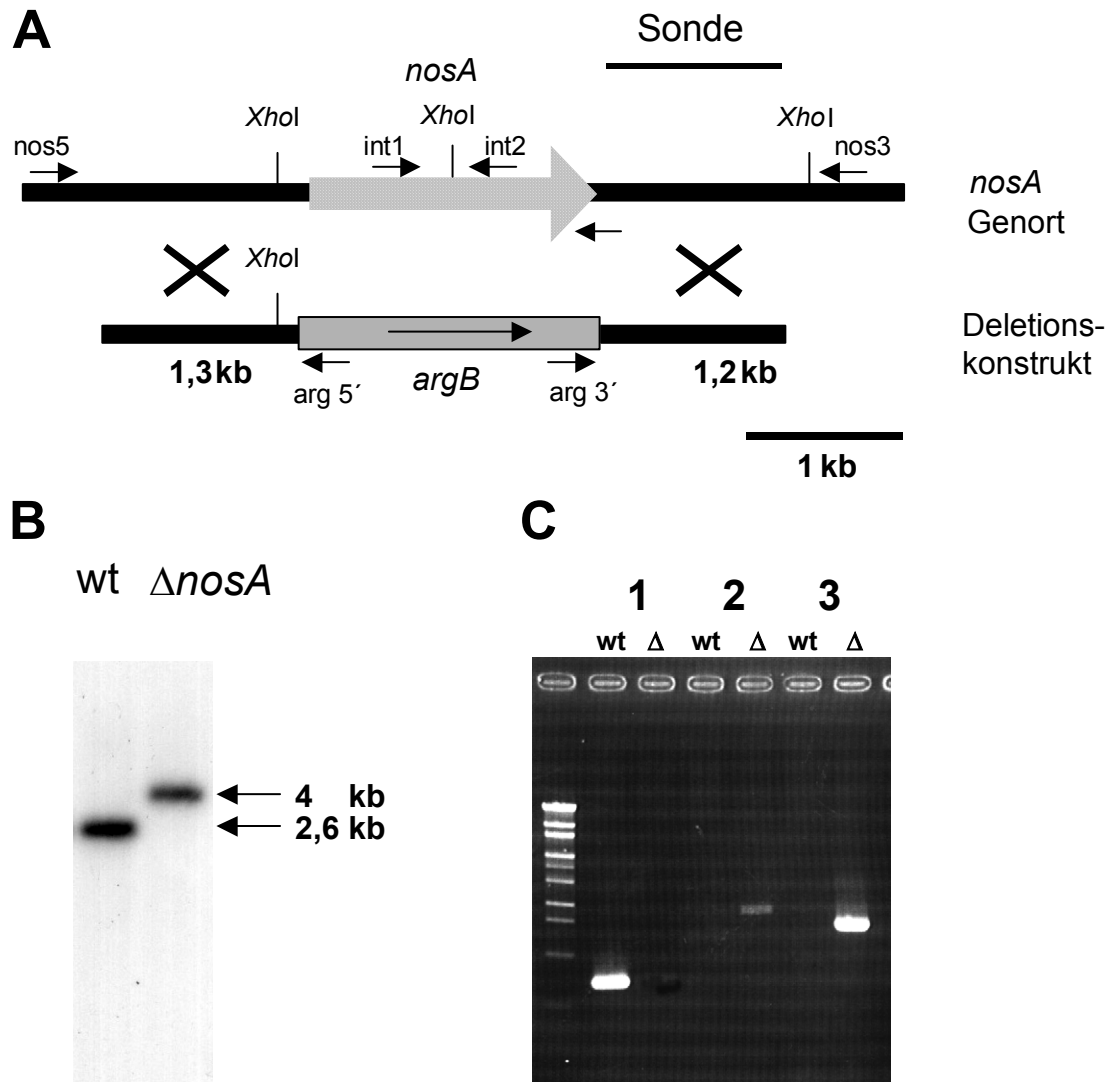 A
Sonde
nosA
XhoI
XhoI
XhoI
nos5
int1
int2
nos3
nosA
Genort
XhoI
Deletions-
konstrukt
1,3 kb
arg 5´
argB
arg 3´
1,2 kb
1 kb
B
C
wt ΔnosA
1 2 3
wt Δ wt Δ wt Δ
4 kb
2,6 kb